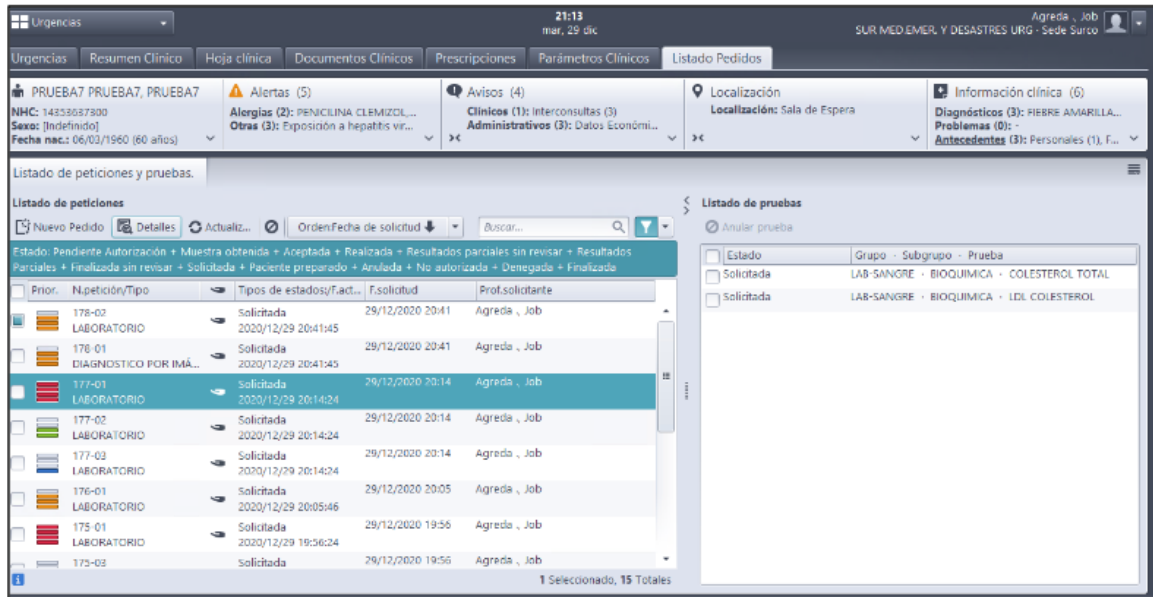 Urgencias
21:13
mar, 29 dic
Agreda , Job
SUR MED.EMER. Y DESASTRES URG - Sede Surco
Urgencias Resumen Clínico Hoja clínica Documentos Clínicos Prescripciones Parámetros Clínicos Listado Pedidos
PRUEBA7 PRUEBA7, PRUEBA7
NHC: 14353637300
Sexo: [Indefinido]
Fecha nac.: 06/03/1960 (60 años)
Alertas (5)
Alergias (2): PENICILINA CLEMIZOL,...
Otras (3): Exposición a hepatitis vir...
Avisos (4)
Clínicos (1): Interconsultas (3)
Administrativos (3): Datos Económi...
Localización
Localización: Sala de Espera
Información clínica (6)
Diagnósticos (3): FIEBRE AMARILLA...
Problemas (0): -
Antecedentes (3): Personales (1), F...
Listado de peticiones y pruebas.
Listado de peticiones
Nuevo Pedido Detalles Actualiz... Orden:Fecha de solicitud Buscar...
Estado: Pendiente Autorización + Muestra obtenida + Aceptada + Realizada + Resultados parciales sin revisar + Resultados
Parciales + Finalizada sin revisar + Solicitada + Paciente preparado + Anulada + No autorizada + Denegada + Finalizada
Prior. N.petición/Tipo Tipos de estados:/F.act... F.solicitud Prof.solicitante
178-02 Solicitada 29/12/2020 20:41 Agreda , Job
LABORATORIO 2020/12/29 20:41:45
178-01 Solicitada 29/12/2020 20:41 Agreda , Job
DIAGNOSTICO POR IMÁ... 2020/12/29 20:41:45
177-01 Solicitada 29/12/2020 20:14 Agreda , Job
LABORATORIO 2020/12/29 20:14:24
177-02 Solicitada 29/12/2020 20:14 Agreda , Job
LABORATORIO 2020/12/29 20:14:24
177-03 Solicitada 29/12/2020 20:14 Agreda , Job
LABORATORIO 2020/12/29 20:14:24
176-01 Solicitada 29/12/2020 20:05 Agreda , Job
LABORATORIO 2020/12/29 20:05:46
175-01 Solicitada 29/12/2020 19:56 Agreda , Job
LABORATORIO 2020/12/29 19:56:24
175-03 Solicitada 29/12/2020 19:56 Agreda , Job
1 Seleccionado, 15 Totales
Listado de pruebas
Anular prueba
Estado Grupo - Subgrupo - Prueba
Solicitada LAB-SANGRE - BIOQUIMICA - COLESTEROL TOTAL
Solicitada LAB-SANGRE - BIOQUIMICA - LDL COLESTEROL